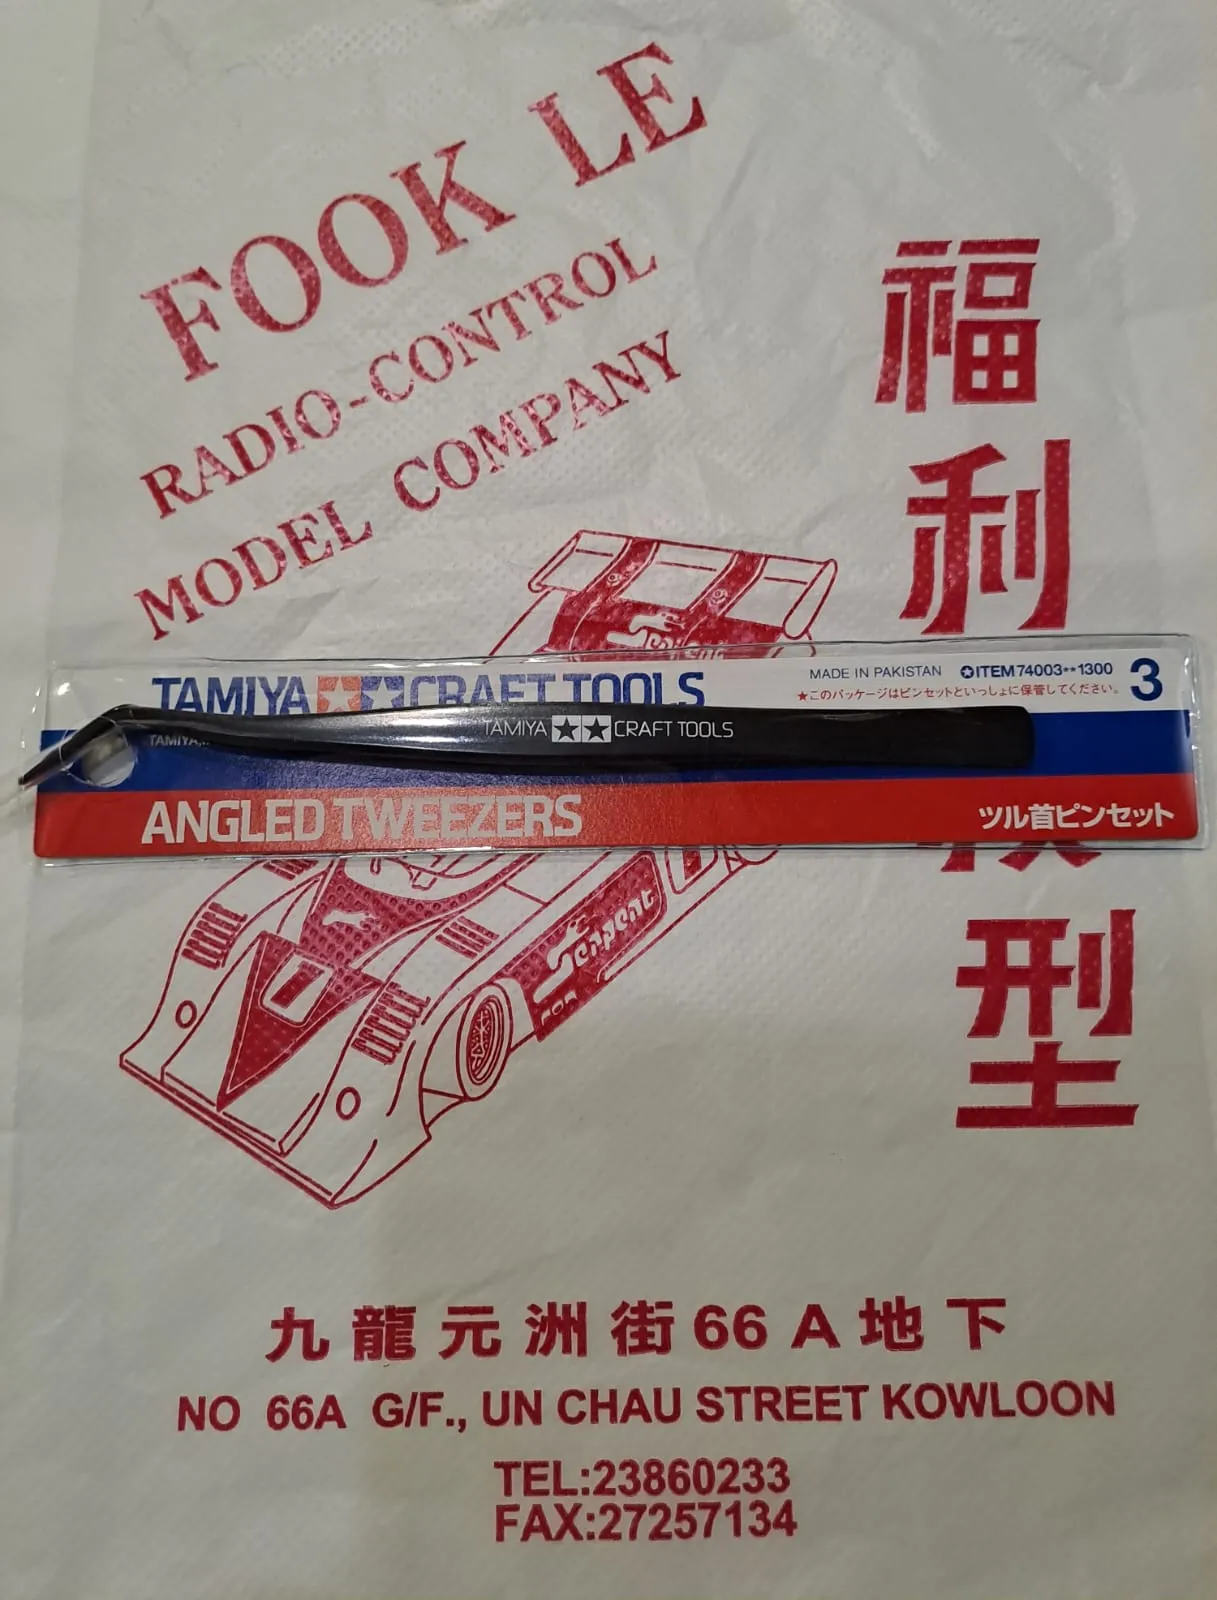 FOOK LE
RADIO-CONTROL
MODEL COMPANY
福利
型
Serpent
TAMIYA CRAFT TOOLS
MADE IN PAKISTAN ITEM 74003**1300 3
★このパッケージはピンセットといっしょに保管してください。
TAMIYA ★★ CRAFT TOOLS
TAMIYA,
ANGLED TWEEZERS
ツル首ピンセット
Serpent
九龍元洲街66A地下
NO 66A G/F., UN CHAU STREET KOWLOON
TEL:23860233
FAX:27257134